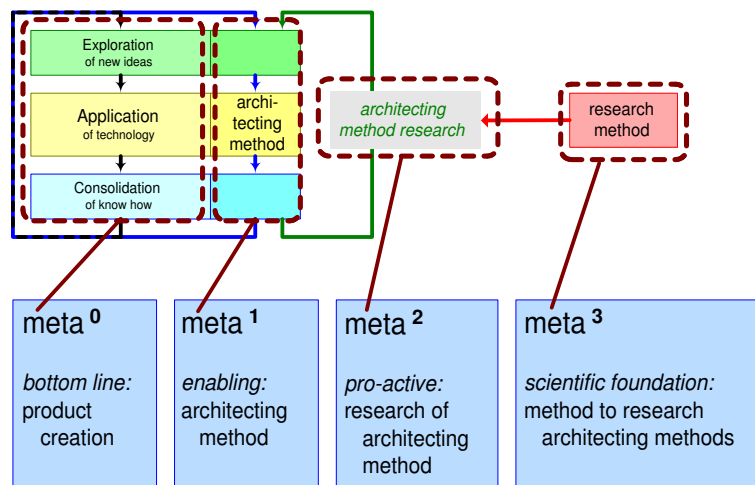 Exploration
of new ideas
Application
of technology
Consolidation
of know how
archi-
tecting
method
architecting
method research
research
method
meta 0
bottom line:
product
creation
meta 1
enabling:
architecting
method
meta 2
pro-active:
research of
architecting
method
meta 3
scientific foundation:
method to research
architecting methods